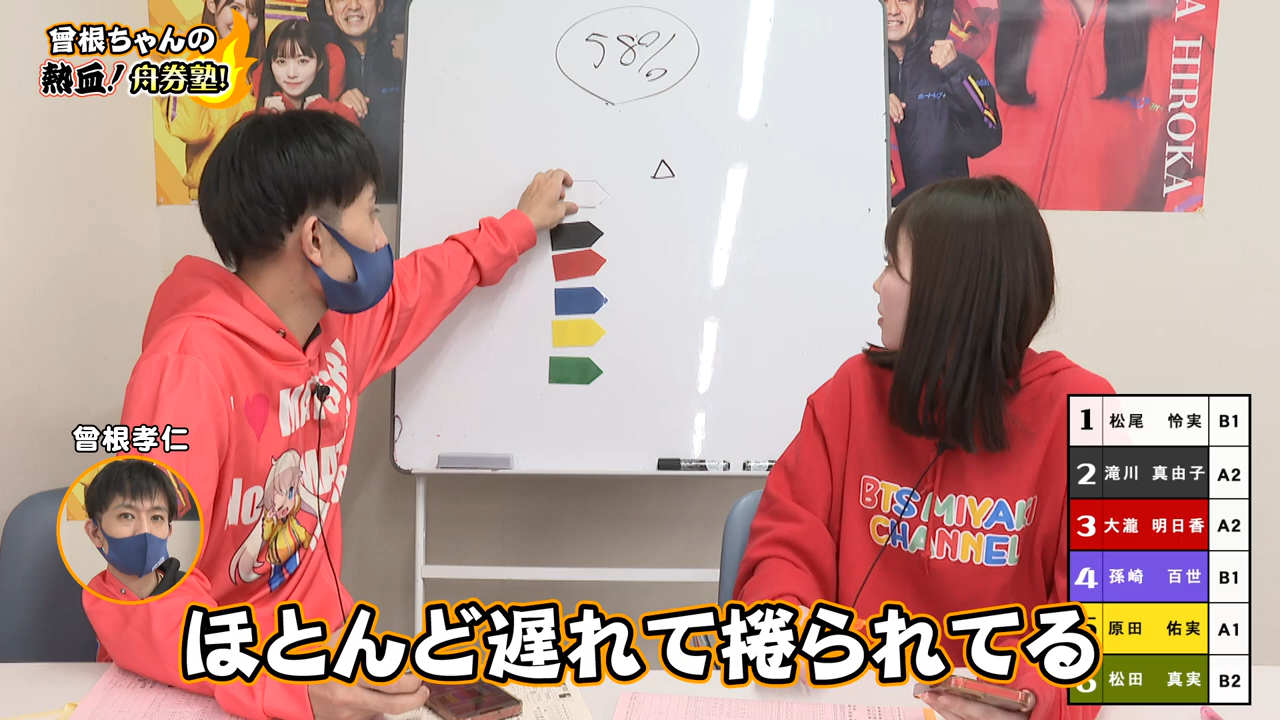 曾根ちゃんの
熱血!舟券塾!
58%
△
A HIROKA
曾根孝仁
BTS MIYAKI
CHANNEL
1 松尾 怜実 B1
2 滝川 真由子 A2
3 大瀧 明日香 A2
4 孫崎 百世 B1
原田 佑実 A1
松田 真実 B2
ほとんど遅れて捲られてる